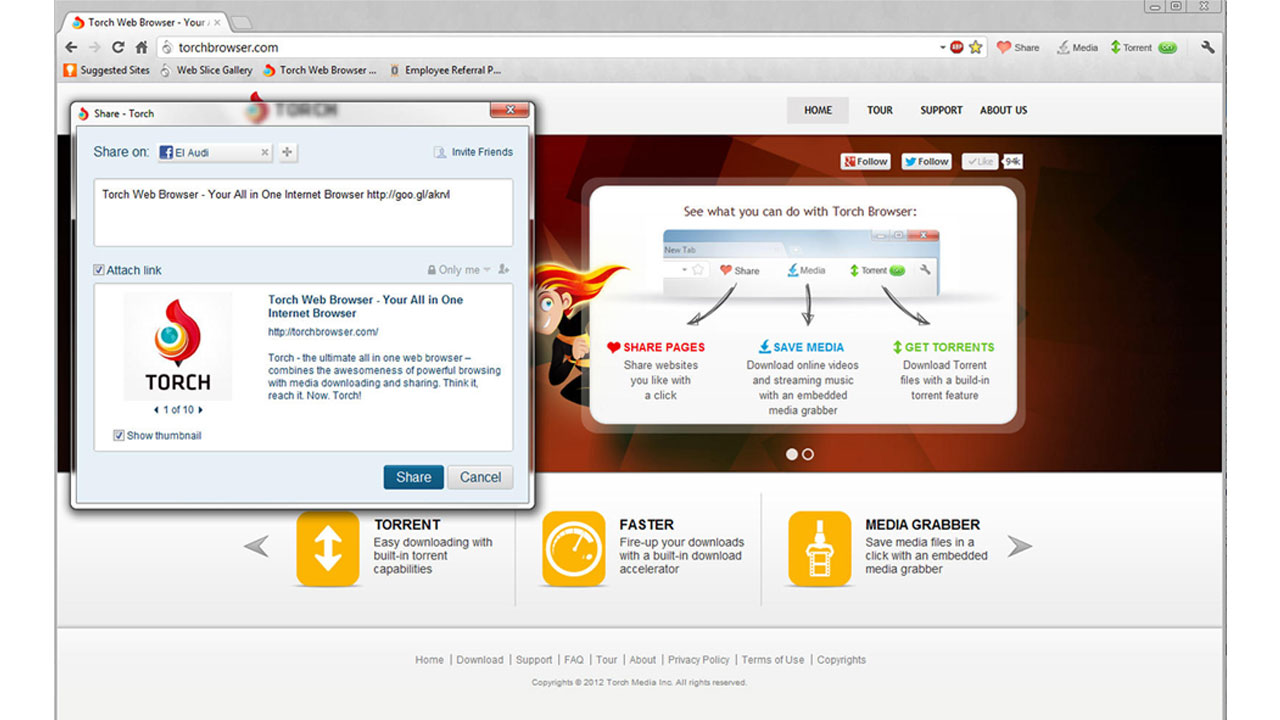 Torch Web Browser - Your
torchbrowser.com
ABP
Share
Media
Torrent
Suggested Sites
Web Slice Gallery
Torch Web Browser ...
Employee Referral P...
TORCH
HOME
TOUR
SUPPORT
ABOUT US
Share - Torch
Share on:
El Audi
Invite Friends
Torch Web Browser - Your All in One Internet Browser http://goo.gl/akrvl
Attach link
Only me
TORCH
1 of 10
Show thumbnail
Torch Web Browser - Your All in One
Internet Browser
http://torchbrowser.com/
Torch - the ultimate all in one web browser –
combines the awesomeness of powerful browsing
with media downloading and sharing. Think it,
reach it. Now. Torch!
Share
Cancel
Follow
Follow
Like
94k
See what you can do with Torch Browser:
New Tab
Share
Media
Torrent
SHARE PAGES
Share websites
you like with
a click
SAVE MEDIA
Download online videos
and streaming music
with an embedded
media grabber
GET TORRENTS
Download Torrent
files with a build-in
torrent feature
TORRENT
Easy downloading with
built-in torrent
capabilities
FASTER
Fire-up your downloads
with a built-in download
accelerator
MEDIA GRABBER
Save media files in a
click with an embedded
media grabber
Home | Download | Support | FAQ | Tour | About | Privacy Policy | Terms of Use | Copyrights
Copyrights © 2012 Torch Media Inc. All rights reserved.